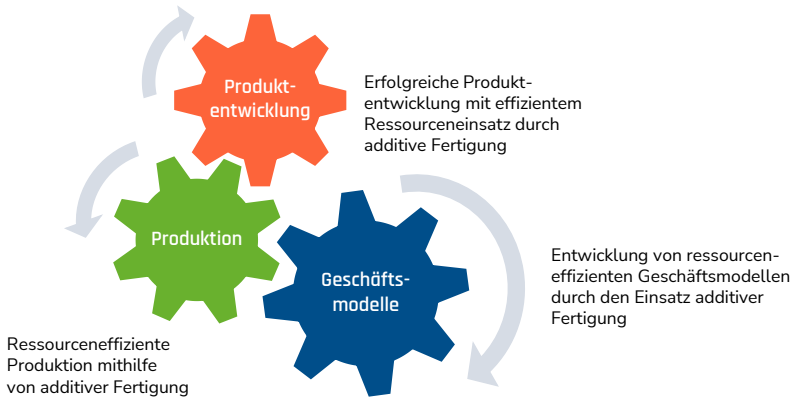 Produkt-
entwicklung
Erfolgreiche Produkt-
entwicklung mit effizientem
Ressourceneinsatz durch
additive Fertigung
Produktion
Geschäfts-
modelle
Entwicklung von ressourcen-
effizienten Geschäftsmodellen
durch den Einsatz additiver
Fertigung
Ressourceneffiziente
Produktion mithilfe
von additiver Fertigung